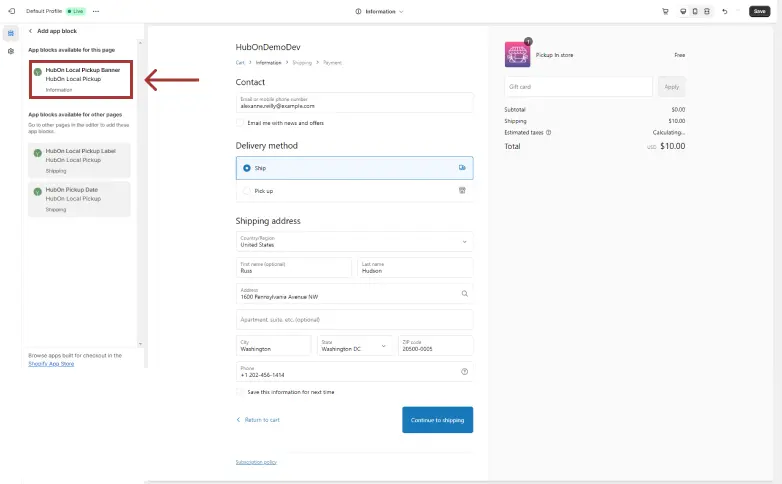 Default Profile
Live
Information
Save
Add app block
App blocks available for this page
HubOn Local Pickup Banner
HubOn Local Pickup
Information
App blocks available for other pages
Go to other pages in the editor to add these
app blocks.
HubOn Local Pickup Label
HubOn Local Pickup
Shipping
HubOn Pickup Date
HubOn Local Pickup
Shipping
Browse apps built for checkout in the
Shopify App Store
HubOnDemoDev
Cart > Information > Shipping > Payment
Contact
Email or mobile phone number
alexanne.reilly@example.com
Email me with news and offers
Delivery method
Ship
Pick up
Shipping address
Country/Region
United States
First name (optional)
Russ
Last name
Hudson
Address
1600 Pennsylvania Avenue NW
Apartment, suite, etc. (optional)
City
Washington
State
Washington DC
ZIP code
20500-0005
Phone
+1 202-456-1414
Save this information for next time
Return to cart
Continue to shipping
Subscription policy
1
Pickup In store
Free
Gift card
Apply
Subtotal $0.00
Shipping $10.00
Estimated taxes Calculating...
Total USD $10.00